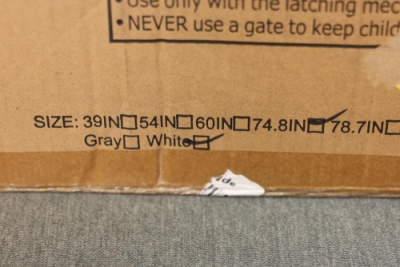 • Use only with the latching mec
• NEVER use a gate to keep child
SIZE: 39IN☐54IN☐60IN☐74.8IN☑78.7IN☐
Gray☐ White☑